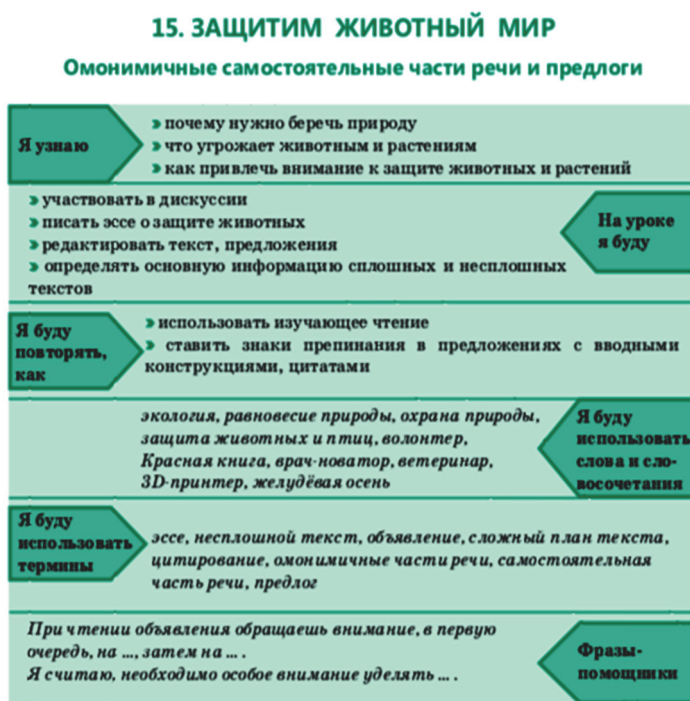 15. ЗАЩИТИМ ЖИВОТНЫЙ МИР
Омонимичные самостоятельные части речи и предлоги
Я узнаю
» почему нужно беречь природу
» что угрожает животным и растениям
» как привлечь внимание к защите животных и растений
» участвовать в дискуссии
» писать эссе о защите животных
» редактировать текст, предложения
» определять основную информацию сплошных и несплошных
текстов
На уроке
я буду
Я буду
повторять,
как
» использовать изучающее чтение
» ставить знаки препинания в предложениях с вводными
конструкциями, цитатами
экология, равновесие природы, охрана природы,
защита животных и птиц, волонтер,
Красная книга, врач-новатор, ветеринар,
3D-принтер, желудёвая осень
Я буду
использовать
слова и сло-
восочетания
Я буду
использовать
термины
эссе, несплошной текст, объявление, сложный план текста,
цитирование, омонимичные части речи, самостоятельная
часть речи, предлог
При чтении объявления обращаешь внимание, в первую
очередь, на ..., затем на ... .
Я считаю, необходимо особое внимание уделять ... .
Фразы-
помощники